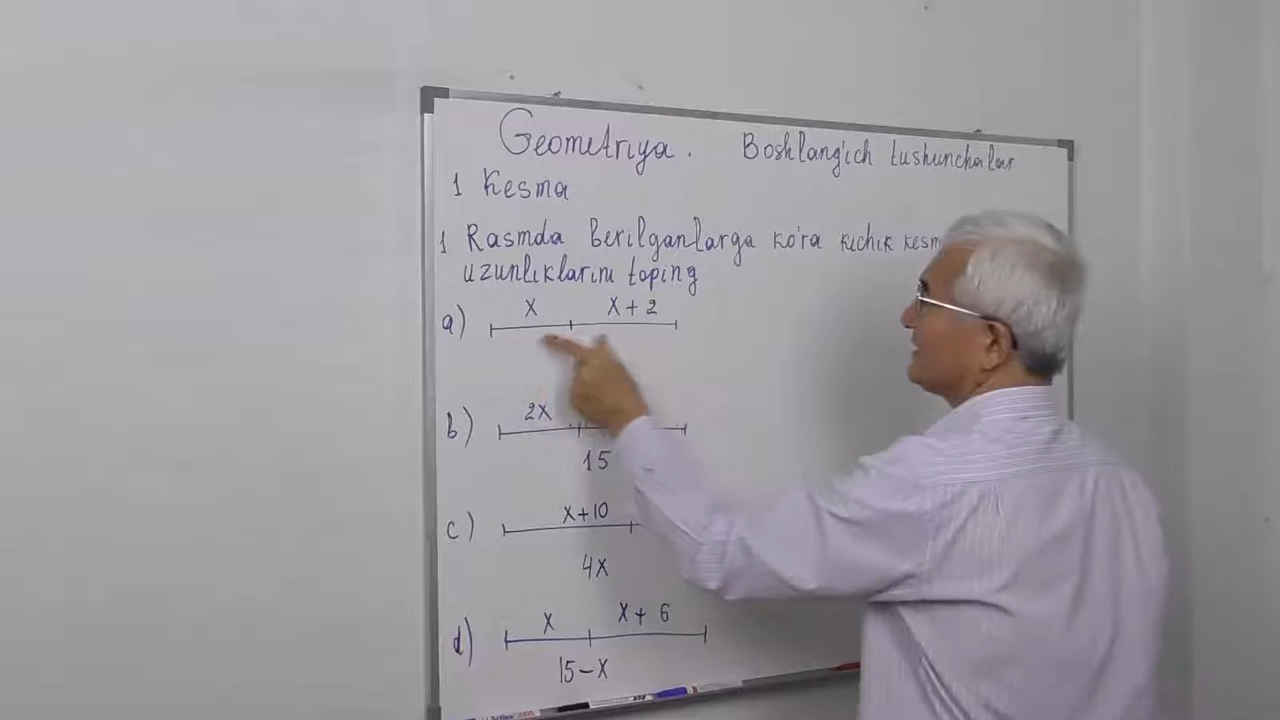 Geometriya. Boshlang'ich tushunchalar
1 Kesma
1 Rasmda Berilganlarga ko'ra kichik
uzunliklarini toping
a) x x + 2
b) 2x
15
c) x+10
4x
d) x x + 6
15-x